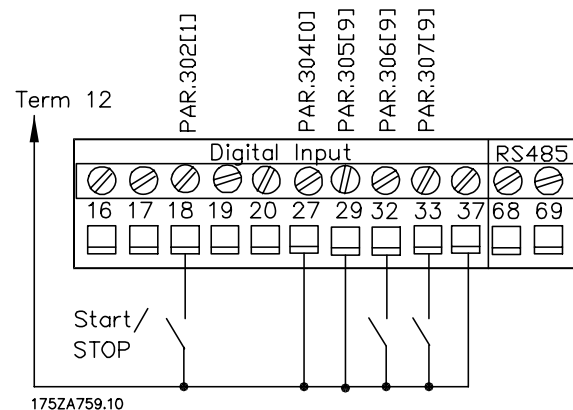 PAR.302[1]
PAR.304[0]
PAR.305[9]
PAR.306[9]
PAR.307[9]
Term 12
Digital Input RS485
16 17 18 19 20 27 29 32 33 37 68 69
Start/
STOP
175ZA759.10